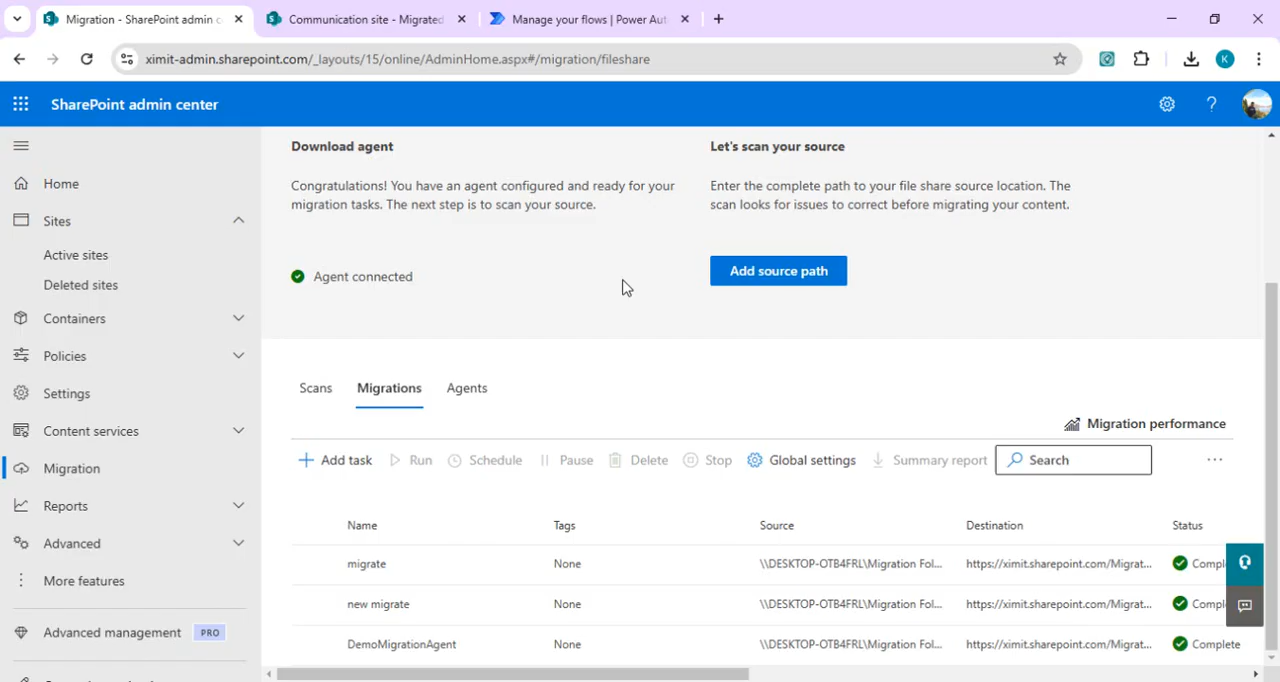 Migration - SharePoint admin c
Communication site - Migrated
Manage your flows | Power Aut
ximit-admin.sharepoint.com/_layouts/15/online/AdminHome.aspx#/migration/fileshare
K
SharePoint admin center
Home
Sites
Active sites
Deleted sites
Containers
Policies
Settings
Content services
Migration
Reports
Advanced
More features
Advanced management PRO
Download agent
Congratulations! You have an agent configured and ready for your
migration tasks. The next step is to scan your source.
Agent connected
Let's scan your source
Enter the complete path to your file share source location. The
scan looks for issues to correct before migrating your content.
Add source path
Scans Migrations Agents
Migration performance
Add task Run Schedule Pause Delete Stop Global settings Summary report Search ...
Name Tags Source Destination Status
migrate None \\DESKTOP-OTB4FRL\Migration Fol... https://ximit.sharepoint.com/Migrat... Compl
new migrate None \\DESKTOP-OTB4FRL\Migration Fol... https://ximit.sharepoint.com/Migrat... Compl
DemoMigrationAgent None \\DESKTOP-OTB4FRL\Migration Fol... https://ximit.sharepoint.com/Migrat... Complete